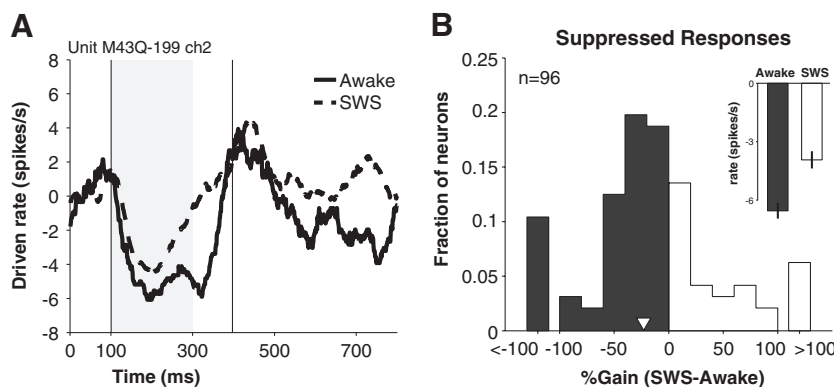 A
Unit M43Q-199 ch2
8
6
4
2
0
-2
-4
-6
-8
Driven rate (spikes/s)
Awake
SWS
0
100
300
500
700
Time (ms)
B
Suppressed Responses
n=96
0.25
0.2
0.15
0.1
0.05
0
Fraction of neurons
<-100
-100
-50
0
50
100
>100
%Gain (SWS-Awake)
Awake SWS
0
-3
-6
rate (spikes/s)